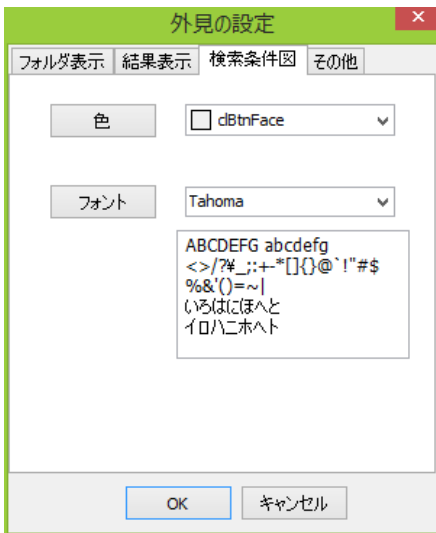 外見の設定
フォルダ表示 結果表示 検索条件図 その他
色 clBtnFace
フォント Tahoma
ABCDEFG abcdefg
<>/?¥_;:+-*[]{}@`!"#$
%&'()=~|
いろはにほへと
イロハニホヘト
OK キャンセル